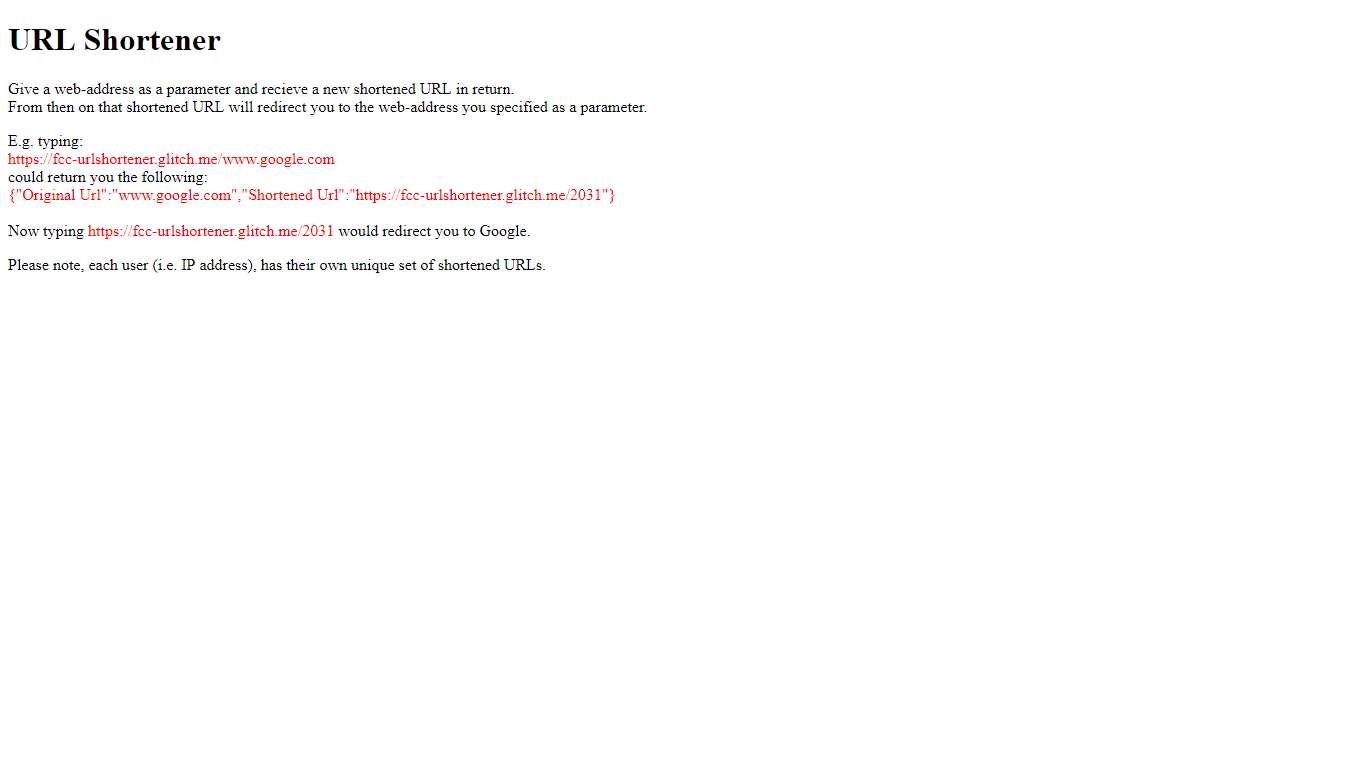 URL Shortener
Give a web-address as a parameter and recieve a new shortened URL in return.
From then on that shortened URL will redirect you to the web-address you specified as a parameter.
E.g. typing:
https://fcc-urlshortener.glitch.me/www.google.com
could return you the following:
{"Original Url":"www.google.com","Shortened Url":"https://fcc-urlshortener.glitch.me/2031"}
Now typing https://fcc-urlshortener.glitch.me/2031 would redirect you to Google.
Please note, each user (i.e. IP address), has their own unique set of shortened URLs.